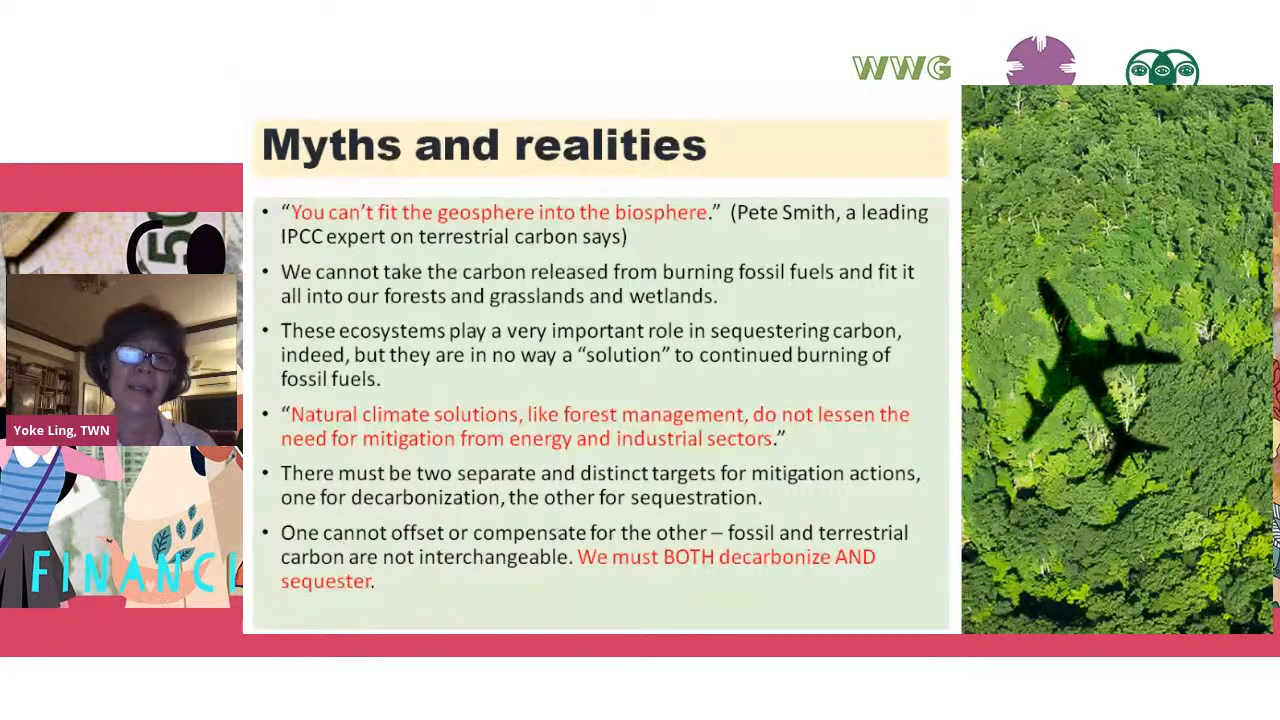 WWG
Myths and realities
• “You can’t fit the geosphere into the biosphere.” (Pete Smith, a leading
IPCC expert on terrestrial carbon says)
• We cannot take the carbon released from burning fossil fuels and fit it
all into our forests and grasslands and wetlands.
• These ecosystems play a very important role in sequestering carbon,
indeed, but they are in no way a “solution” to continued burning of
fossil fuels.
• “Natural climate solutions, like forest management, do not lessen the
need for mitigation from energy and industrial sectors.”
• There must be two separate and distinct targets for mitigation actions,
one for decarbonization, the other for sequestration.
• One cannot offset or compensate for the other – fossil and terrestrial
carbon are not interchangeable. We must BOTH decarbonize AND
sequester.
50
Yoke Ling, TWN
FINANCI